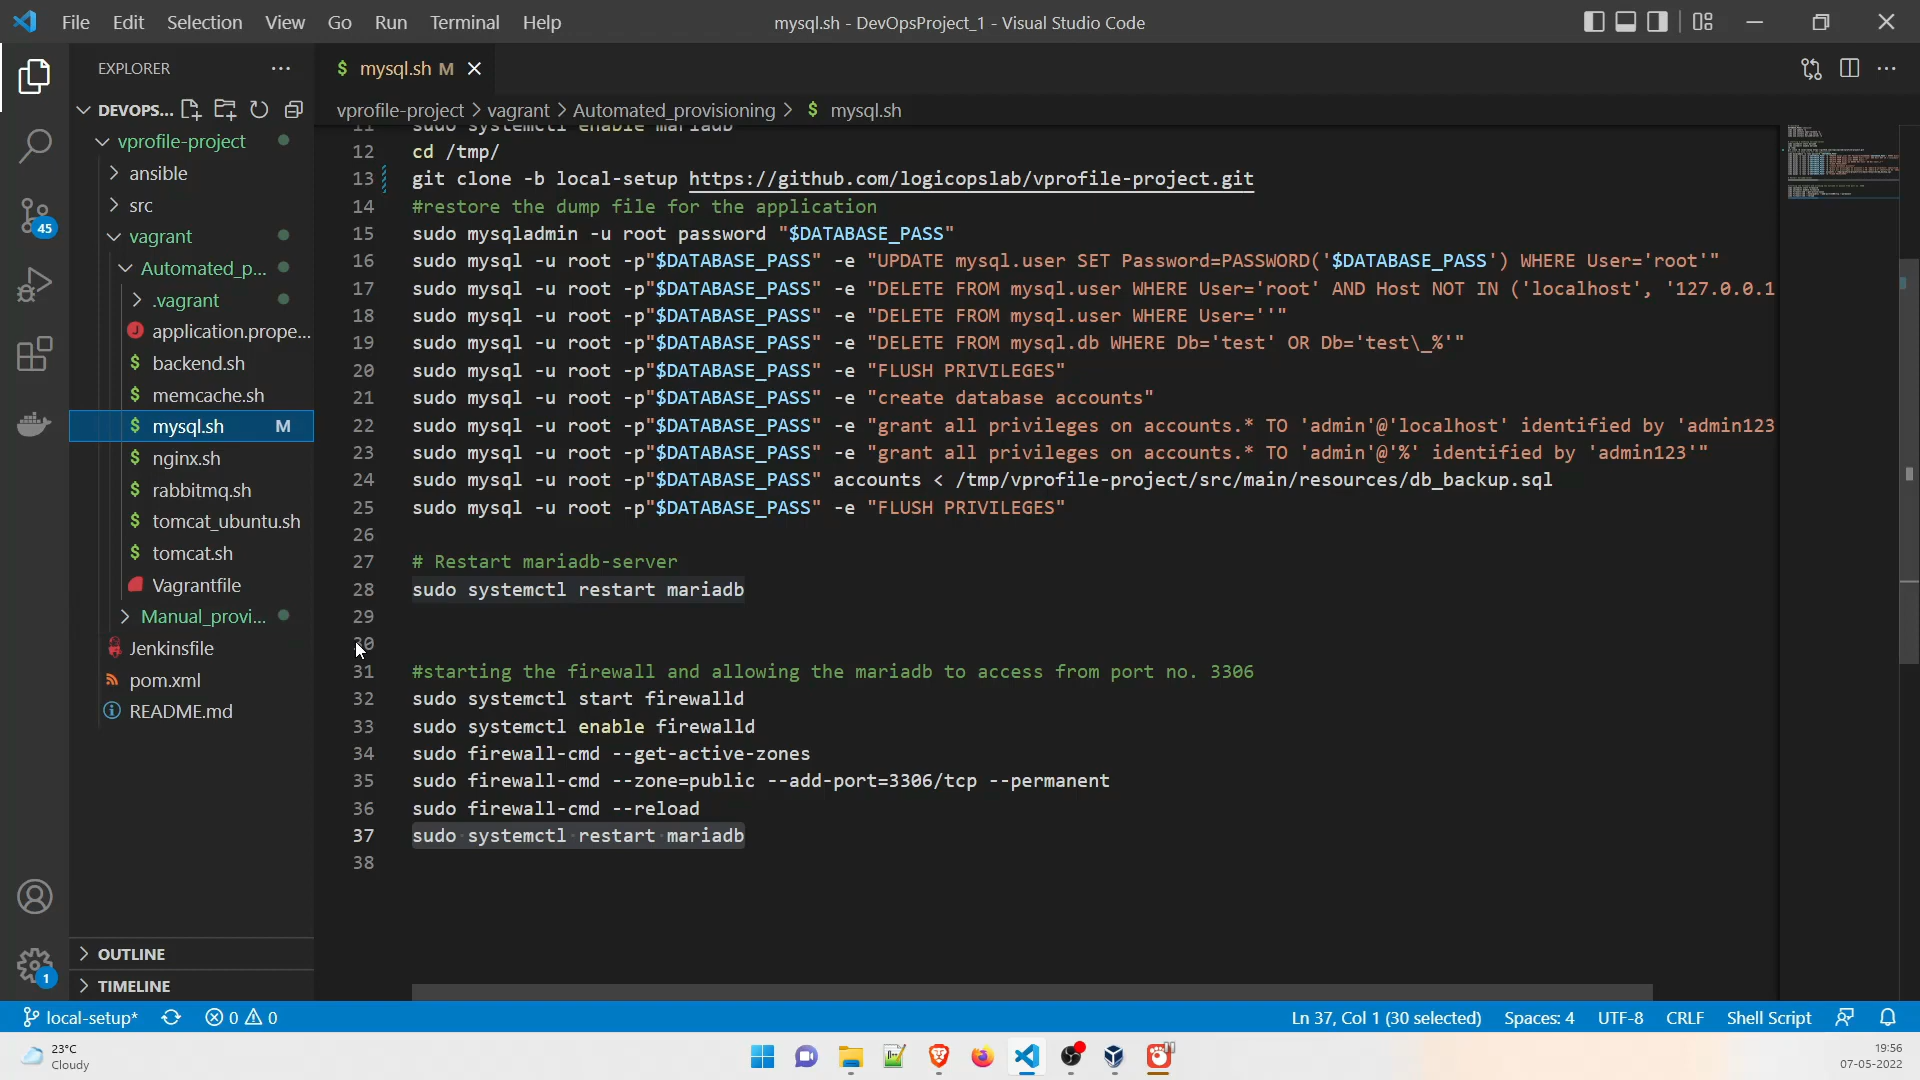 File Edit Selection View Go Run Terminal Help
mysql.sh - DevOpsProject_1 - Visual Studio Code
EXPLORER
DEVOPS...
vprofile-project
ansible
src
vagrant
Automated_p...
.vagrant
application.prope...
$ backend.sh
$ memcache.sh
$ mysql.sh M
$ nginx.sh
$ rabbitmq.sh
$ tomcat_ubuntu.sh
$ tomcat.sh
Vagrantfile
Manual_provi...
Jenkinsfile
pom.xml
README.md
OUTLINE
TIMELINE
45
1
$ mysql.sh M
vprofile-project > vagrant > Automated_provisioning > $ mysql.sh
11 sudo systemctl enable mariadb
12 cd /tmp/
13 git clone -b local-setup https://github.com/logicopslab/vprofile-project.git
14 #restore the dump file for the application
15 sudo mysqladmin -u root password "$DATABASE_PASS"
16 sudo mysql -u root -p"$DATABASE_PASS" -e "UPDATE mysql.user SET Password=PASSWORD('$DATABASE_PASS') WHERE User='root'"
17 sudo mysql -u root -p"$DATABASE_PASS" -e "DELETE FROM mysql.user WHERE User='root' AND Host NOT IN ('localhost', '127.0.0.1
18 sudo mysql -u root -p"$DATABASE_PASS" -e "DELETE FROM mysql.user WHERE User=''"
19 sudo mysql -u root -p"$DATABASE_PASS" -e "DELETE FROM mysql.db WHERE Db='test' OR Db='test\_%'"
20 sudo mysql -u root -p"$DATABASE_PASS" -e "FLUSH PRIVILEGES"
21 sudo mysql -u root -p"$DATABASE_PASS" -e "create database accounts"
22 sudo mysql -u root -p"$DATABASE_PASS" -e "grant all privileges on accounts.* TO 'admin'@'localhost' identified by 'admin123
23 sudo mysql -u root -p"$DATABASE_PASS" -e "grant all privileges on accounts.* TO 'admin'@'%' identified by 'admin123'"
24 sudo mysql -u root -p"$DATABASE_PASS" accounts < /tmp/vprofile-project/src/main/resources/db_backup.sql
25 sudo mysql -u root -p"$DATABASE_PASS" -e "FLUSH PRIVILEGES"
26
27 # Restart mariadb-server
28 sudo systemctl restart mariadb
29
30
31 #starting the firewall and allowing the mariadb to access from port no. 3306
32 sudo systemctl start firewalld
33 sudo systemctl enable firewalld
34 sudo firewall-cmd --get-active-zones
35 sudo firewall-cmd --zone=public --add-port=3306/tcp --permanent
36 sudo firewall-cmd --reload
37 sudo systemctl restart mariadb
38
local-setup* 0 0 Ln 37, Col 1 (30 selected) Spaces: 4 UTF-8 CRLF Shell Script
23°C
Cloudy
19:56
07-05-2022